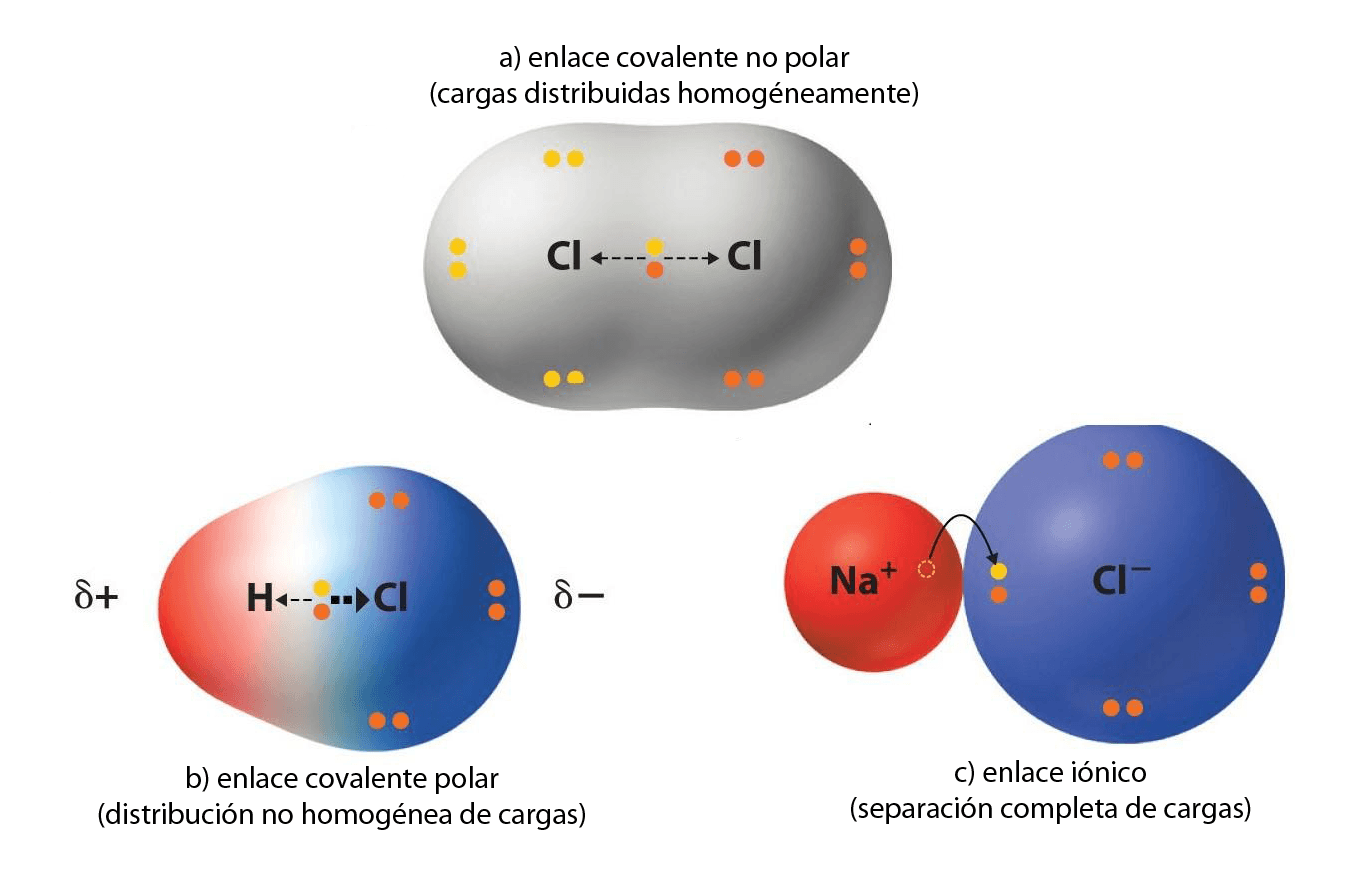 a) enlace covalente no polar
(cargas distribuidas homogéneamente)
Cl Cl
δ+ H Cl δ−
Na⁺ Cl⁻
b) enlace covalente polar
(distribución no homogénea de cargas)
c) enlace iónico
(separación completa de cargas)